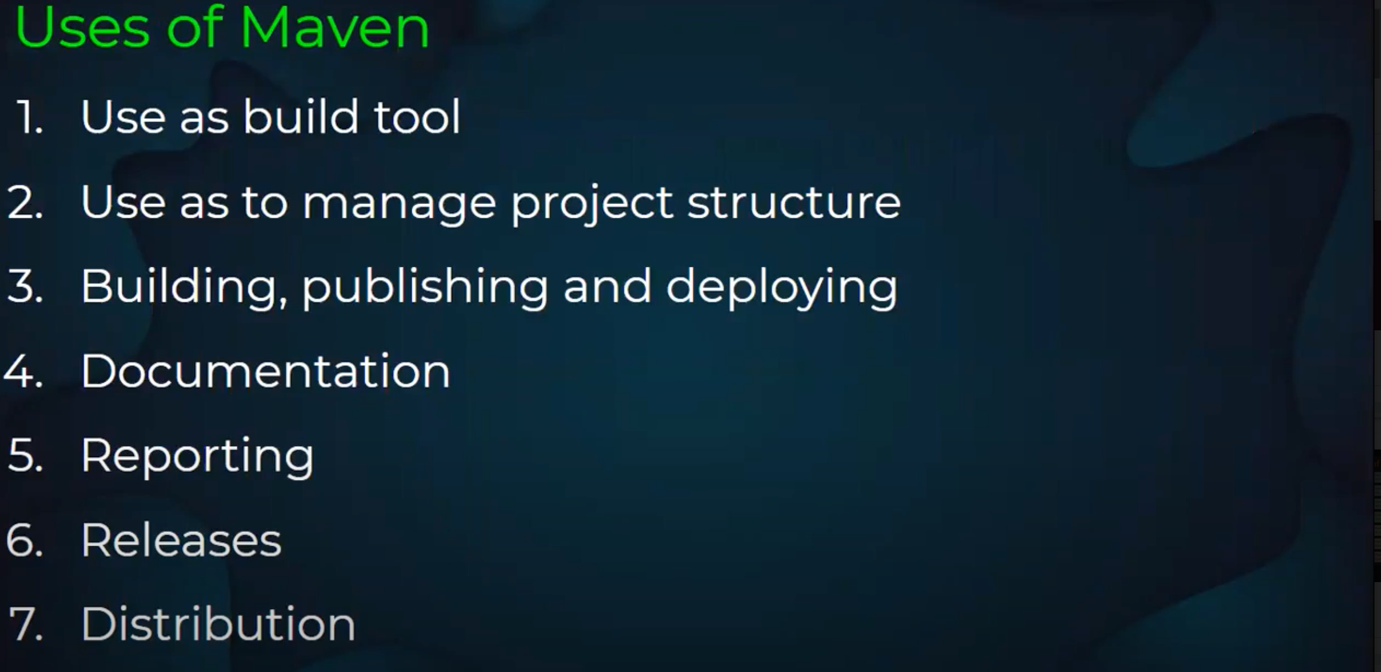 Uses of Maven
1. Use as build tool
2. Use as to manage project structure
3. Building, publishing and deploying
4. Documentation
5. Reporting
6. Releases
7. Distribution